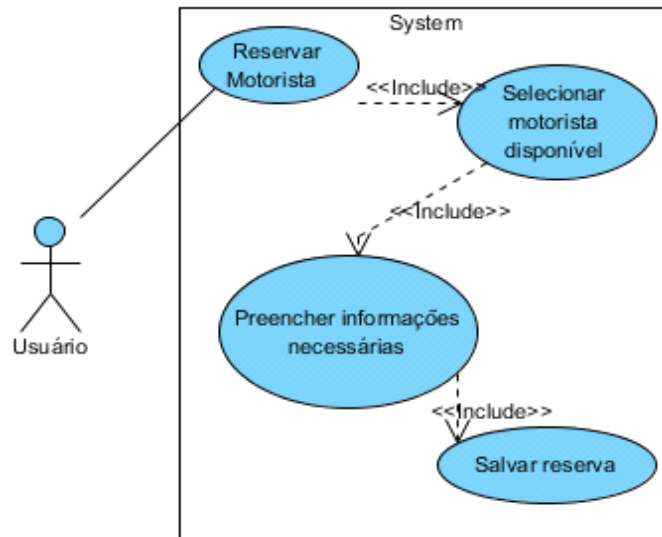 System
Reservar
Motorista
<<Include>>
Selecionar
motorista
disponível
<<Include>>
Preencher informações
necessárias
Usuário
<<Include>>
Salvar reserva